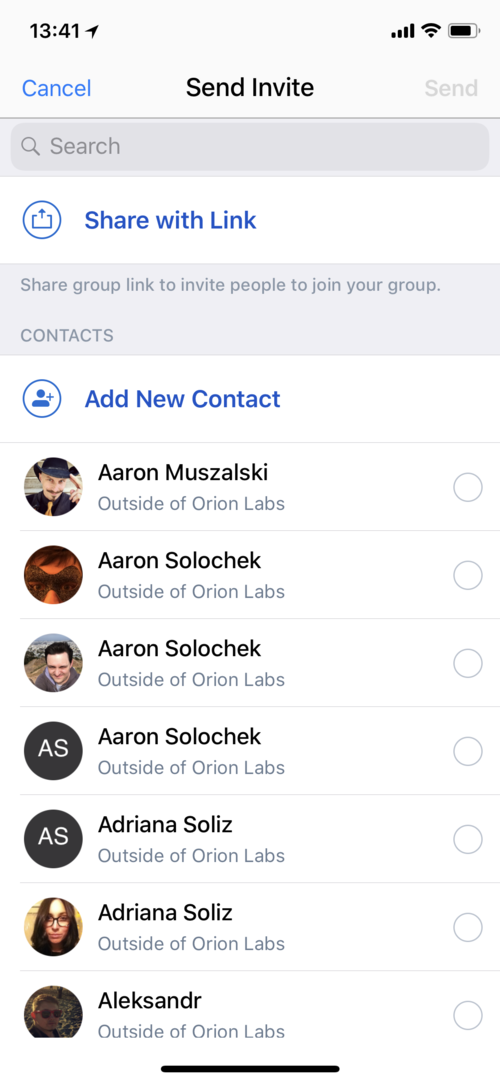 13:41
Cancel Send Invite Send
Search
Share with Link
Share group link to invite people to join your group.
CONTACTS
Add New Contact
Aaron Muszalski
Outside of Orion Labs
Aaron Solochek
Outside of Orion Labs
Aaron Solochek
Outside of Orion Labs
AS
Aaron Solochek
Outside of Orion Labs
AS
Adriana Soliz
Outside of Orion Labs
Adriana Soliz
Outside of Orion Labs
Aleksandr
Outside of Orion Labs